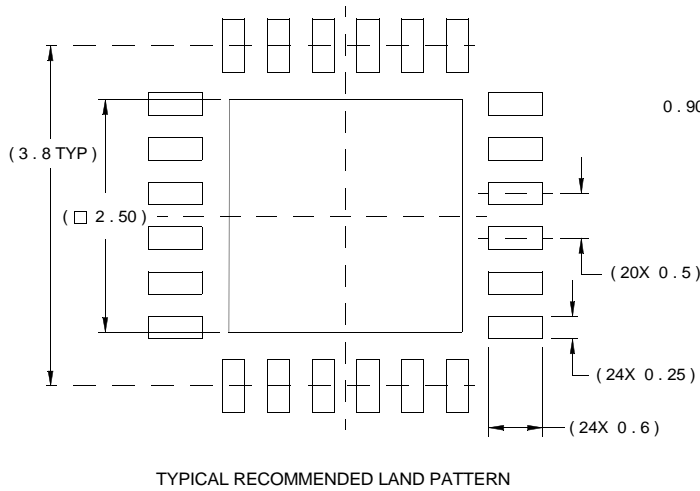 0.90
( 3 . 8 TYP )
( □ 2 . 50 )
( 20X 0 . 5 )
( 24X 0 . 25 )
( 24X 0 . 6 )
TYPICAL RECOMMENDED LAND PATTERN